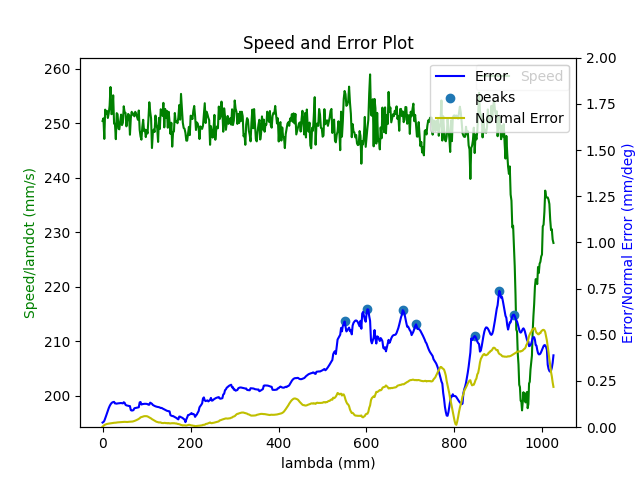 Speed and Error Plot
Error Speed
peaks
Normal Error
Speed/lamdot (mm/s)
260
250
240
230
220
210
200
2.00
1.75
1.50
1.25
1.00
0.75
0.50
0.25
0.00
Error/Normal Error (mm/deg)
0 200 400 600 800 1000
lambda (mm)